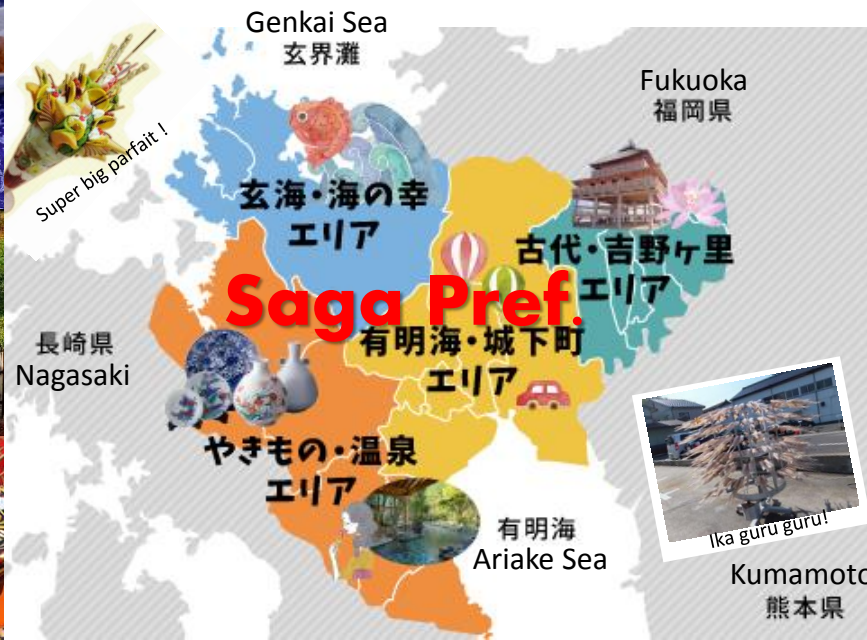 Genkai Sea
玄界灘
Fukuoka
福岡県
Super big parfait !
玄海・海の幸
エリア
古代・吉野ヶ里
エリア
Saga Pref.
有明海・城下町
エリア
長崎県
Nagasaki
やきもの・温泉
エリア
有明海
Ariake Sea
Ika guru guru!
Kumamoto
熊本県